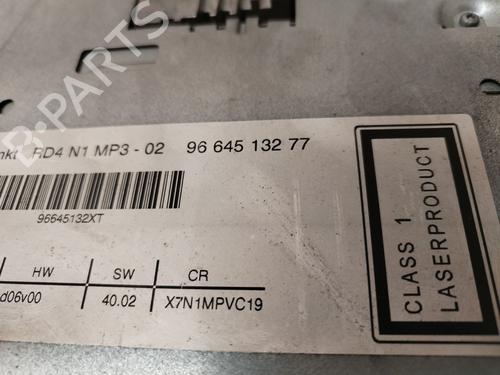 nkt RD4 N1 MP3 - 02 96 645 132 77
96645132XT
HW SW CR
d06v00 40.02 X7N1MPVC19
CLASS 1
LASERPRODUCT